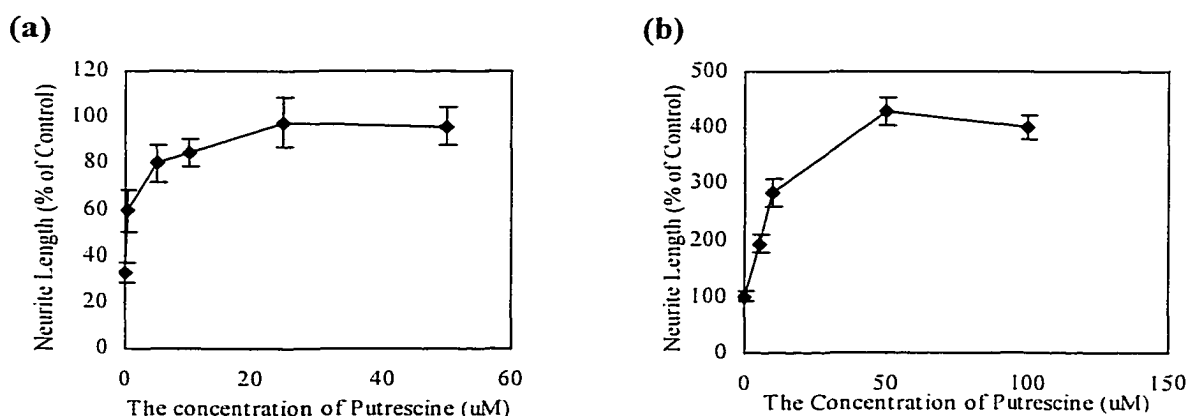 (a)
Neurite Length (% of Control)
120
100
80
60
40
20
0
0 20 40 60
The concentration of Putrescine (uM)
(b)
Neurite Length (% of Control)
500
400
300
200
100
0
0 50 100 150
The Concentration of Putrescine (uM)